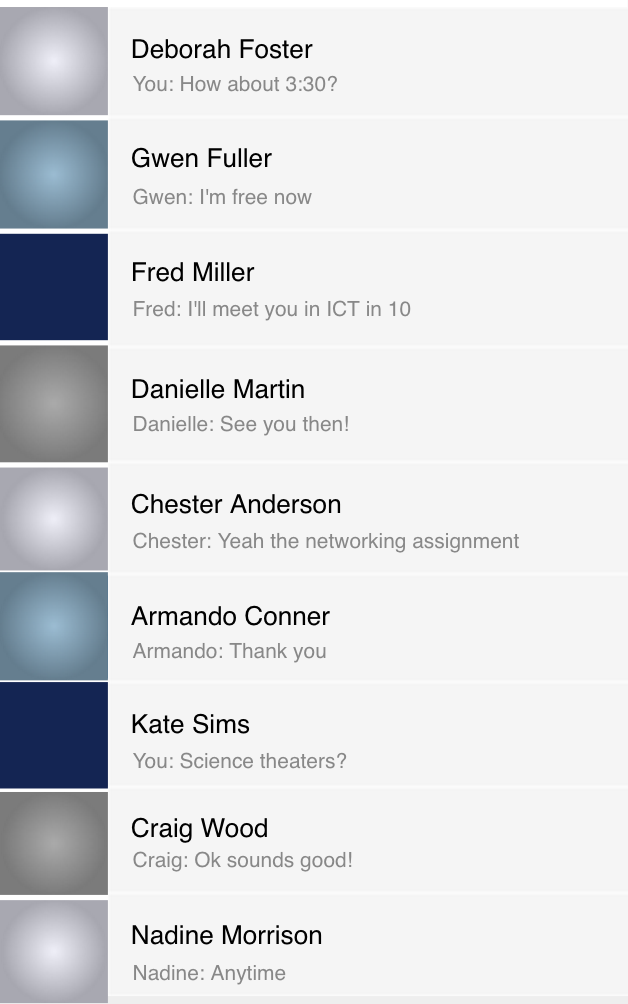 Deborah Foster
You: How about 3:30?
Gwen Fuller
Gwen: I'm free now
Fred Miller
Fred: I'll meet you in ICT in 10
Danielle Martin
Danielle: See you then!
Chester Anderson
Chester: Yeah the networking assignment
Armando Conner
Armando: Thank you
Kate Sims
You: Science theaters?
Craig Wood
Craig: Ok sounds good!
Nadine Morrison
Nadine: Anytime